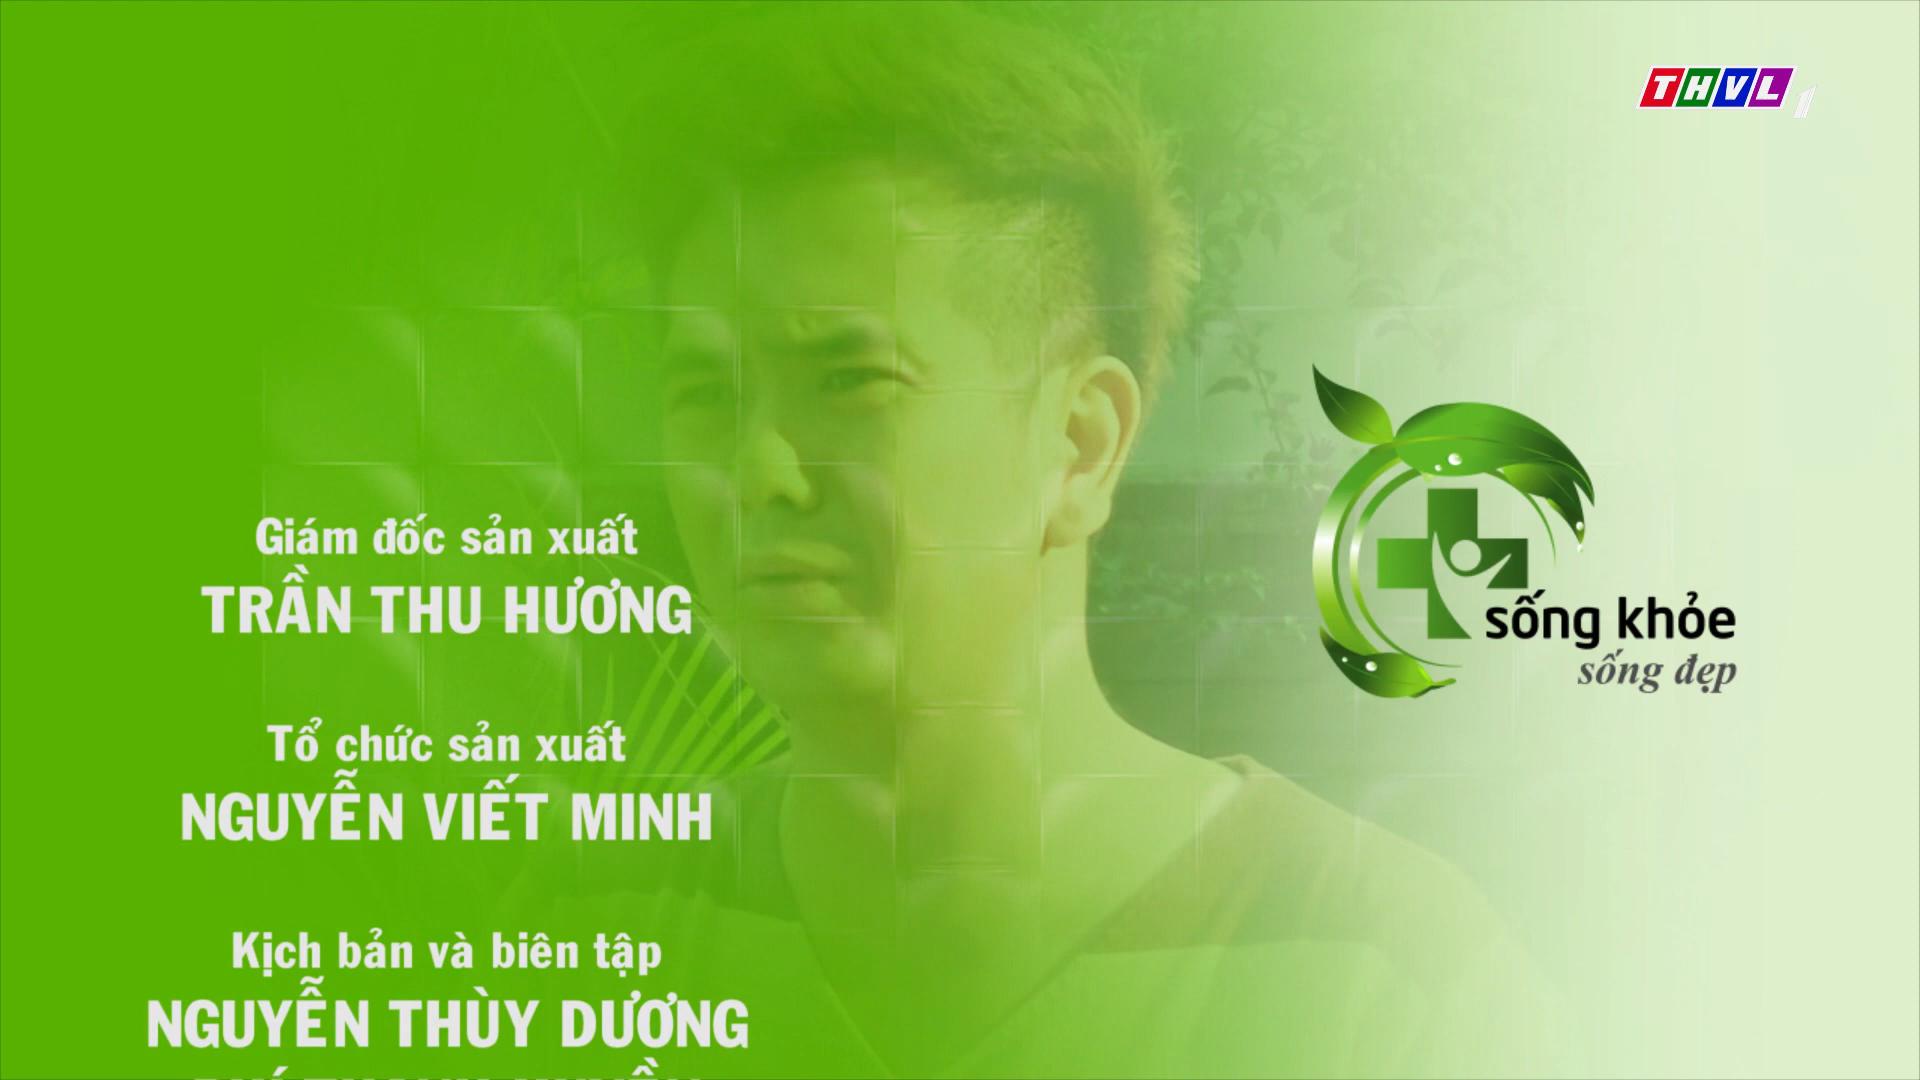 THVL1
Giám đốc sản xuất
TRẦN THU HƯƠNG
sống khỏe
sống đẹp
Tổ chức sản xuất
NGUYỄN VIẾT MINH
Kịch bản và biên tập
NGUYỄN THÙY DƯƠNG